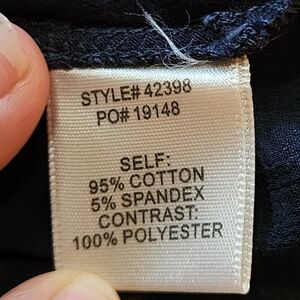 STYLE# 42398
PO# 19148
SELF:
95% COTTON
5% SPANDEX
CONTRAST:
100% POLYESTER